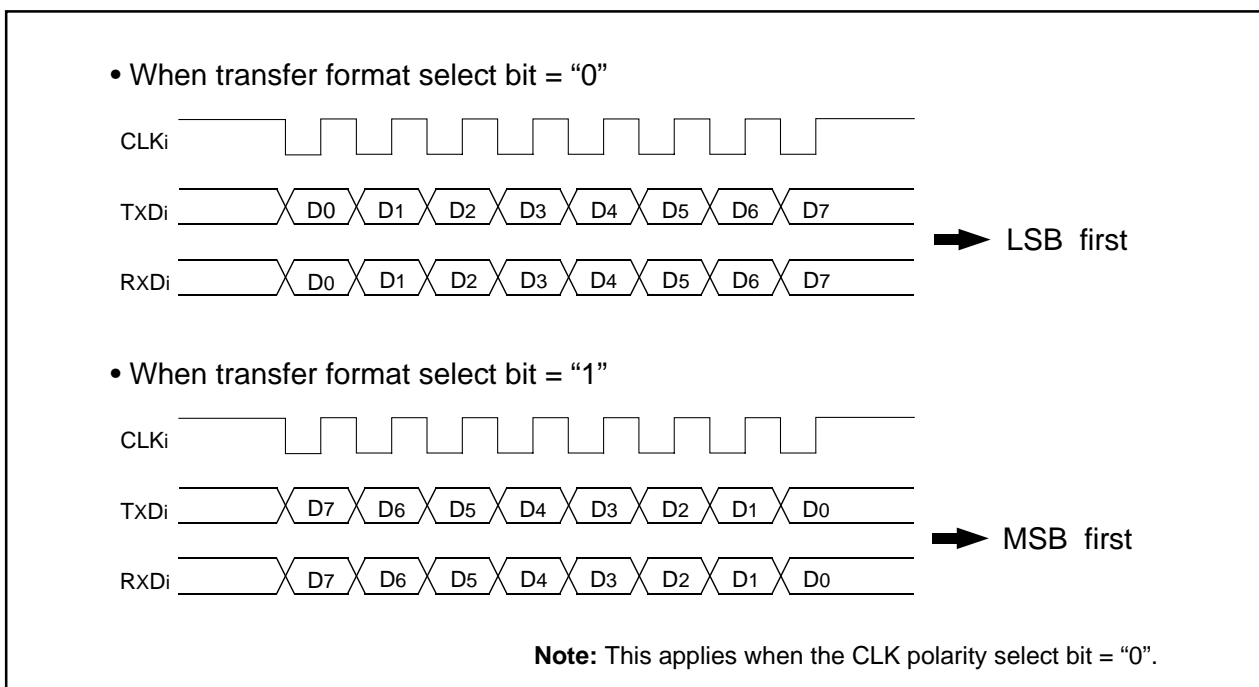 • When transfer format select bit = “0”
CLKi
TXDi D0 D1 D2 D3 D4 D5 D6 D7
LSB first
RXDi D0 D1 D2 D3 D4 D5 D6 D7
• When transfer format select bit = “1”
CLKi
TXDi D7 D6 D5 D4 D3 D2 D1 D0
MSB first
RXDi D7 D6 D5 D4 D3 D2 D1 D0
Note: This applies when the CLK polarity select bit = “0”.